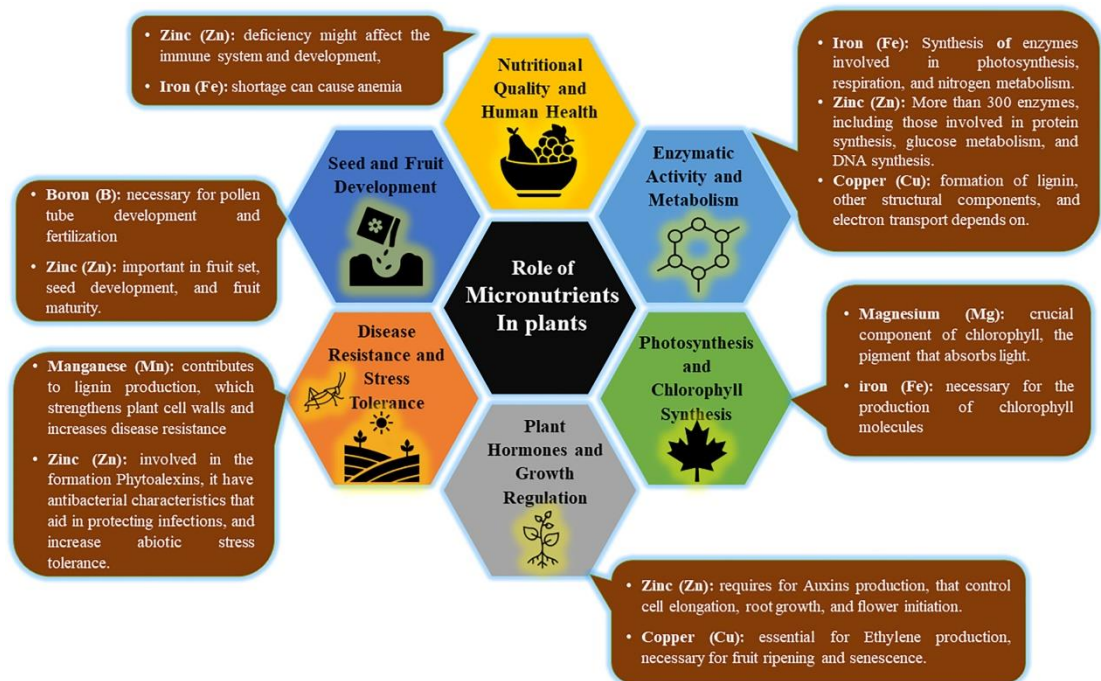 • Zinc (Zn): deficiency might affect the
immune system and development,
• Iron (Fe): shortage can cause anemia
Nutritional
Quality and
Human Health
• Iron (Fe): Synthesis of enzymes
involved in photosynthesis,
respiration, and nitrogen metabolism.
• Zinc (Zn): More than 300 enzymes,
including those involved in protein
synthesis, glucose metabolism, and
DNA synthesis.
• Copper (Cu): formation of lignin,
other structural components, and
electron transport depends on.
Seed and Fruit
Development
Enzymatic
Activity and
Metabolism
• Boron (B): necessary for pollen
tube development and
fertilization
• Zinc (Zn): important in fruit set,
seed development, and fruit
maturity.
Role of
Micronutrients
In plants
Disease
Resistance and
Stress
Tolerance
Photosynthesis
and
Chlorophyll
Synthesis
• Magnesium (Mg): crucial
component of chlorophyll, the
pigment that absorbs light.
• iron (Fe): necessary for the
production of chlorophyll
molecules
• Manganese (Mn): contributes
to lignin production, which
strengthens plant cell walls and
increases disease resistance
• Zinc (Zn): involved in the
formation Phytoalexins, it have
antibacterial characteristics that
aid in protecting infections, and
increase abiotic stress
tolerance.
Plant
Hormones and
Growth
Regulation
• Zinc (Zn): requires for Auxins production, that control
cell elongation, root growth, and flower initiation.
• Copper (Cu): essential for Ethylene production,
necessary for fruit ripening and senescence.